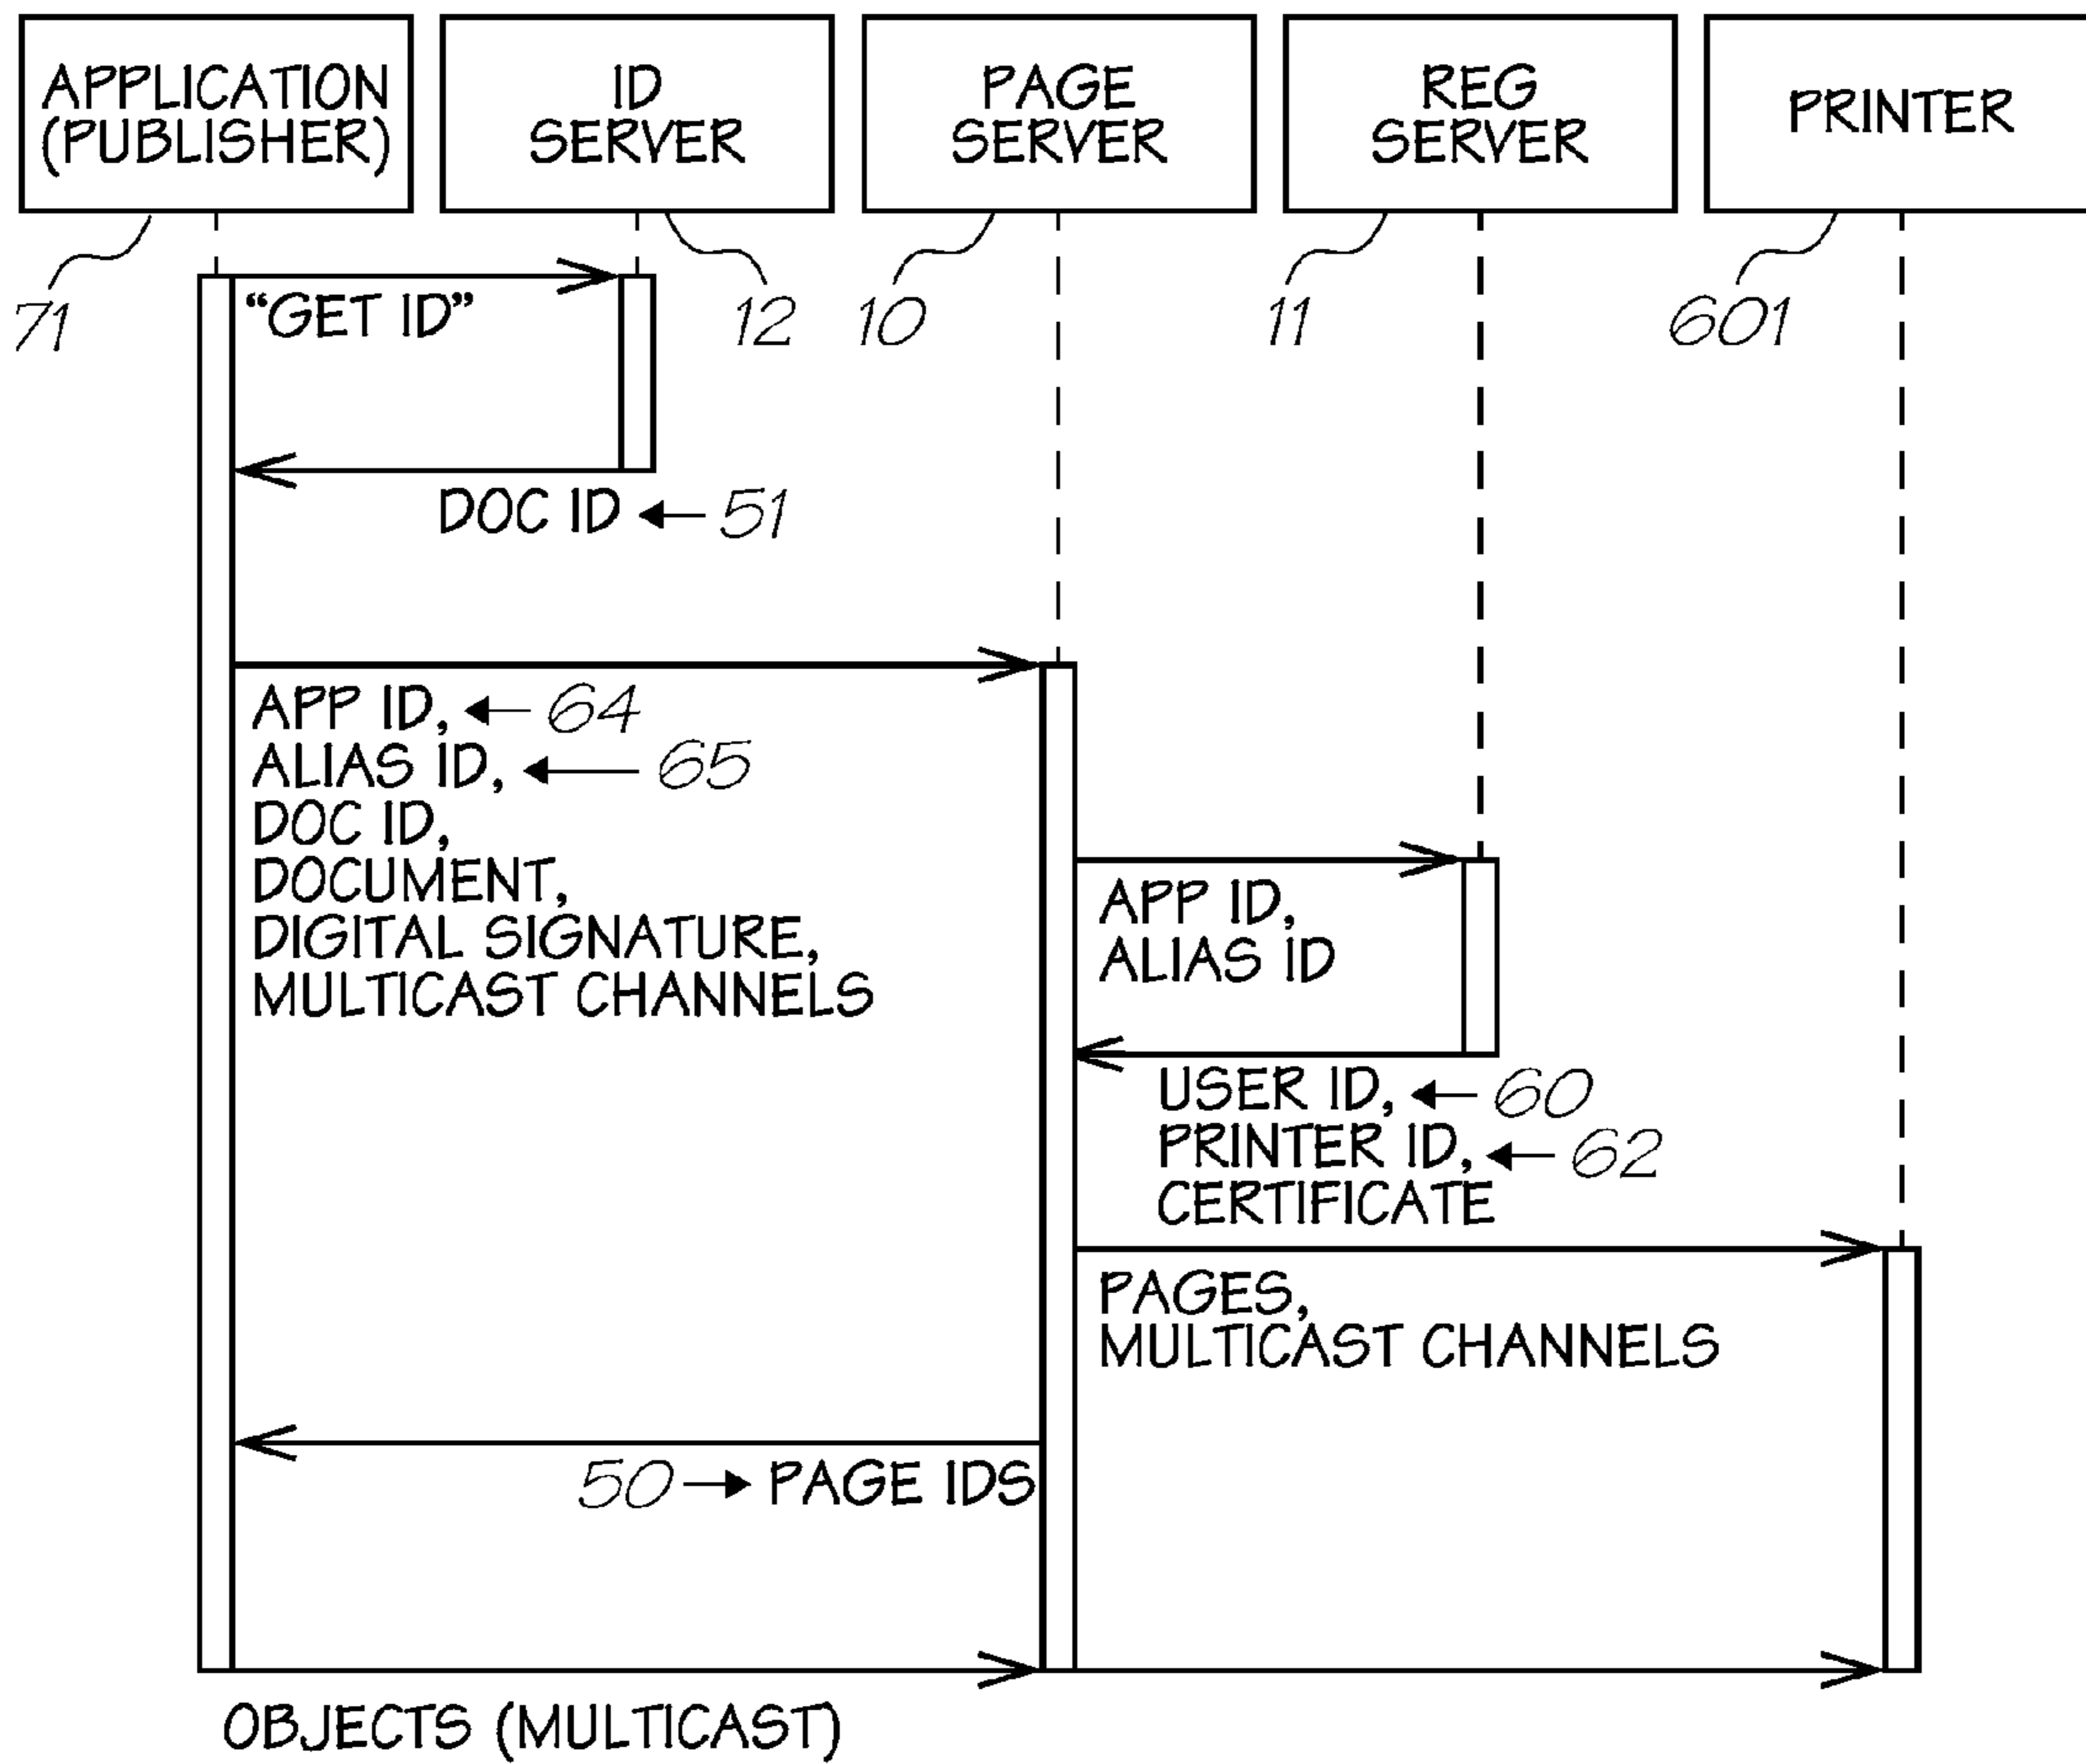 APPLICATION
(PUBLISHER)
ID
SERVER
PAGE
SERVER
REG
SERVER
PRINTER
71
12
10
11
601
“GET ID”
DOC ID 51
APP ID, 64
ALIAS ID, 65
DOC ID,
DOCUMENT,
DIGITAL SIGNATURE,
MULTICAST CHANNELS
APP ID,
ALIAS ID
USER ID, 60
PRINTER ID, 62
CERTIFICATE
PAGES,
MULTICAST CHANNELS
50 PAGE IDS
OBJECTS (MULTICAST)